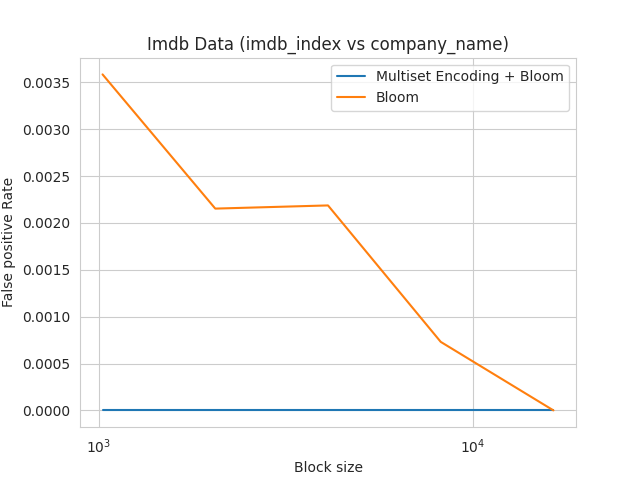 Imdb Data (imdb_index vs company_name)
Multiset Encoding + Bloom
Bloom
False positive Rate
0.0035
0.0030
0.0025
0.0020
0.0015
0.0010
0.0005
0.0000
10³
10⁴
Block size